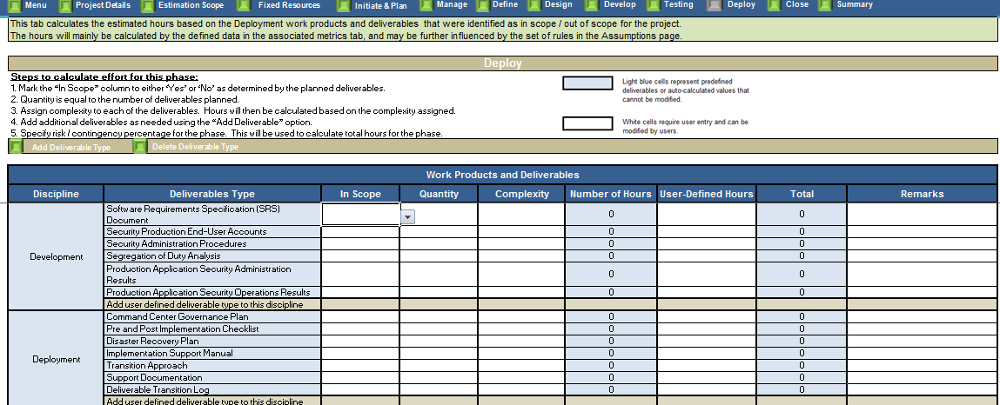 Menu Project Details Estimation Scope Fixed Resources Initiate & Plan Manage Define Design Develop Testing Deploy Close Summary
This tab calculates the estimated hours based on the Deployment work products and deliverables that were identified as in scope / out of scope for the project.
The hours will mainly be calculated by the defined data in the associated metrics tab, and may be further influenced by the set of rules in the Assumptions page.
Deploy
Steps to calculate effort for this phase:
1. Mark the “In Scope” column to either ‘Yes’ or ‘No’ as determined by the planned deliverables.
2. Quantity is equal to the number of deliverables planned.
3. Assign complexity to each of the deliverables. Hours will then be calculated based on the complexity assigned.
4. Add additional deliverables as needed using the “Add Deliverable” option.
5. Specify risk / contingency percentage for the phase. This will be used to calculate total hours for the phase.
Light blue cells represent predefined
deliverables or auto-calculated values that
cannot be modified.
White cells require user entry and can be
modified by users.
Add Deliverable Type Delete Deliverable Type
Work Products and Deliverables
Discipline Deliverables Type In Scope Quantity Complexity Number of Hours User-Defined Hours Total Remarks
Development
Software Requirements Specification (SRS)
Document 0 0
Security Production End-User Accounts 0 0
Security Administration Procedures 0 0
Segregation of Duty Analysis 0 0
Production Application Security Administration
Results 0 0
Production Application Security Operations Results 0 0
Add user defined deliverable type to this discipline
Deployment
Command Center Governance Plan 0 0
Pre and Post Implementation Checklist 0 0
Disaster Recovery Plan 0 0
Implementation Support Manual 0 0
Transition Approach 0 0
Support Documentation 0 0
Deliverable Transition Log 0 0
Add user defined deliverable type to this discipline